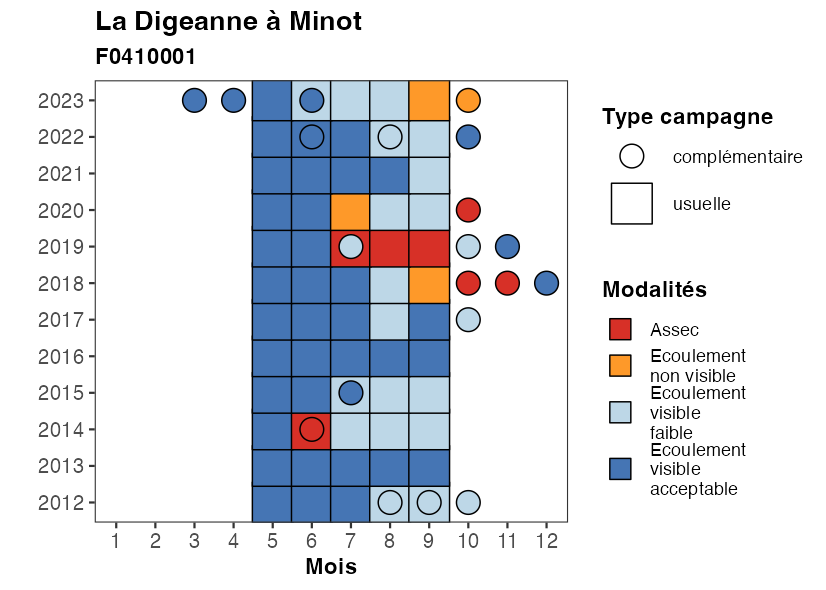 La Digeanne à Minot
F0410001
2023
2022
2021
2020
2019
2018
2017
2016
2015
2014
2013
2012
1 2 3 4 5 6 7 8 9 10 11 12
Mois
Type campagne
complémentaire
usuelle
Modalités
Assec
Ecoulement
non visible
Ecoulement
visible
faible
Ecoulement
visible
acceptable